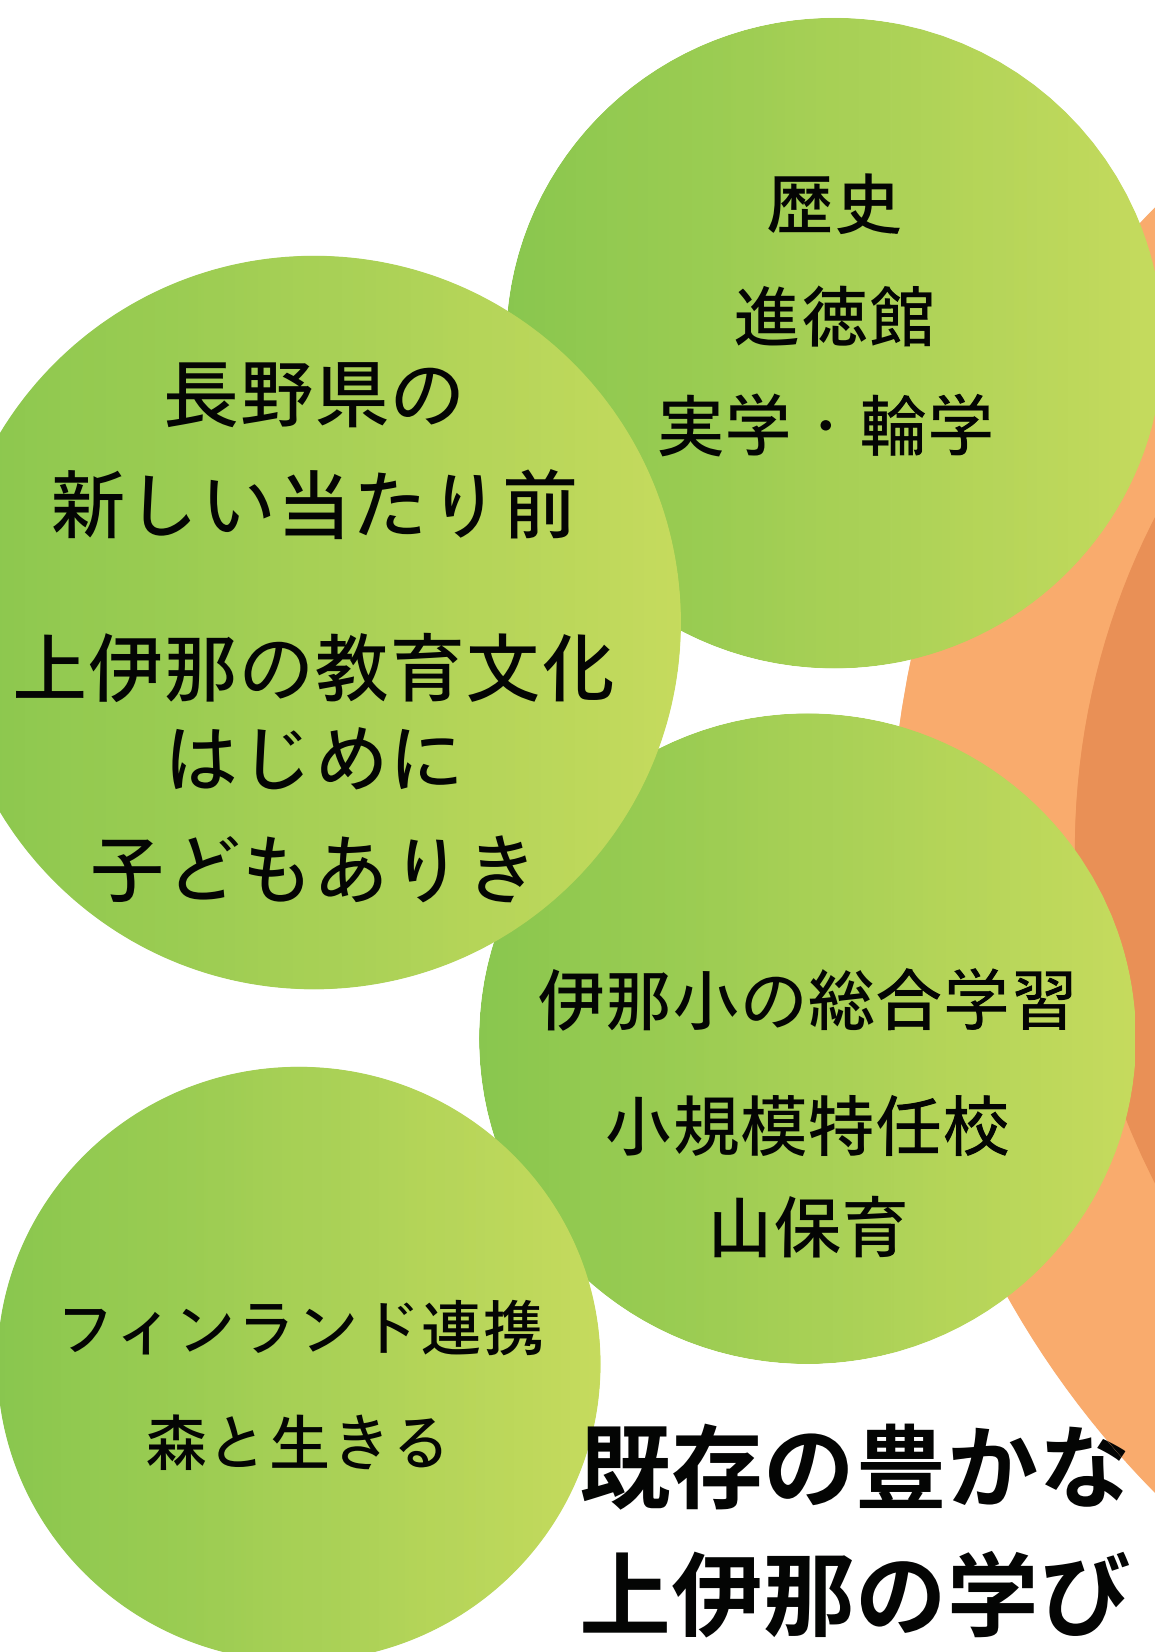 歴史
進徳館
実学・輪学
長野県の
新しい当たり前
上伊那の教育文化
はじめに
子どもありき
伊那小の総合学習
小規模特任校
山保育
フィンランド連携
森と生きる
既存の豊かな
上伊那の学び